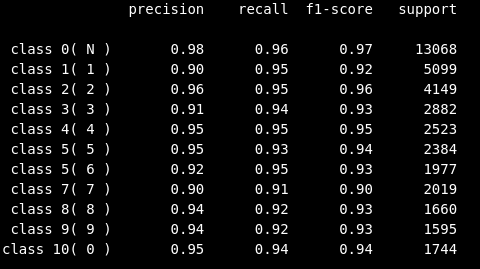 precision recall f1-score support
class 0( N ) 0.98 0.96 0.97 13068
class 1( 1 ) 0.90 0.95 0.92 5099
class 2( 2 ) 0.96 0.95 0.96 4149
class 3( 3 ) 0.91 0.94 0.93 2882
class 4( 4 ) 0.95 0.95 0.95 2523
class 5( 5 ) 0.95 0.93 0.94 2384
class 5( 6 ) 0.92 0.95 0.93 1977
class 7( 7 ) 0.90 0.91 0.90 2019
class 8( 8 ) 0.94 0.92 0.93 1660
class 9( 9 ) 0.94 0.92 0.93 1595
class 10( 0 ) 0.95 0.94 0.94 1744